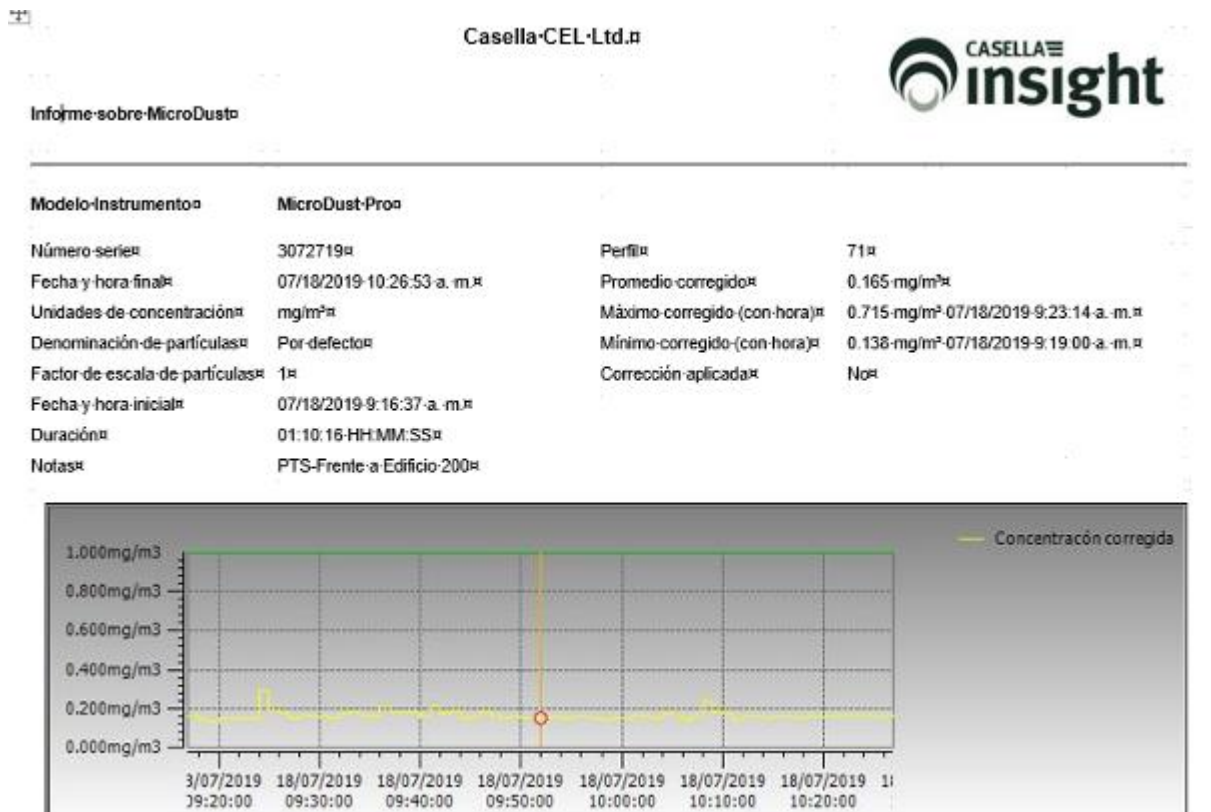 Casella·CEL·Ltd.¤
CASELLA
insight
Informe·sobre·MicroDust¤
Modelo·Instrumento¤ MicroDust·Pro¤
Número·serie¤ 3072719¤ Perfil¤ 71¤
Fecha·y·hora·final¤ 07/18/2019·10:26:53·a.·m.¤ Promedio·corregido¤ 0.165·mg/m³¤
Unidades·de·concentración¤ mg/m³¤ Máximo·corregido·(con·hora)¤ 0.715·mg/m³·07/18/2019·9:23:14·a.·m.¤
Denominación·de·partículas¤ Por·defecto¤ Mínimo·corregido·(con·hora)¤ 0.138·mg/m³·07/18/2019·9:19:00·a.·m.¤
Factor·de·escala·de·partículas¤ 1¤ Corrección·aplicada¤ No¤
Fecha·y·hora·inicial¤ 07/18/2019·9:16:37·a.·m.¤
Duración¤ 01:10:16·HH:MM:SS¤
Notas¤ PTS-Frente·a·Edificio·200¤
Concentracón corregida
1.000mg/m3
0.800mg/m3
0.600mg/m3
0.400mg/m3
0.200mg/m3
0.000mg/m3
3/07/2019 18/07/2019 18/07/2019 18/07/2019 18/07/2019 18/07/2019 18/07/2019 18
09:20:00 09:30:00 09:40:00 09:50:00 10:00:00 10:10:00 10:20:00